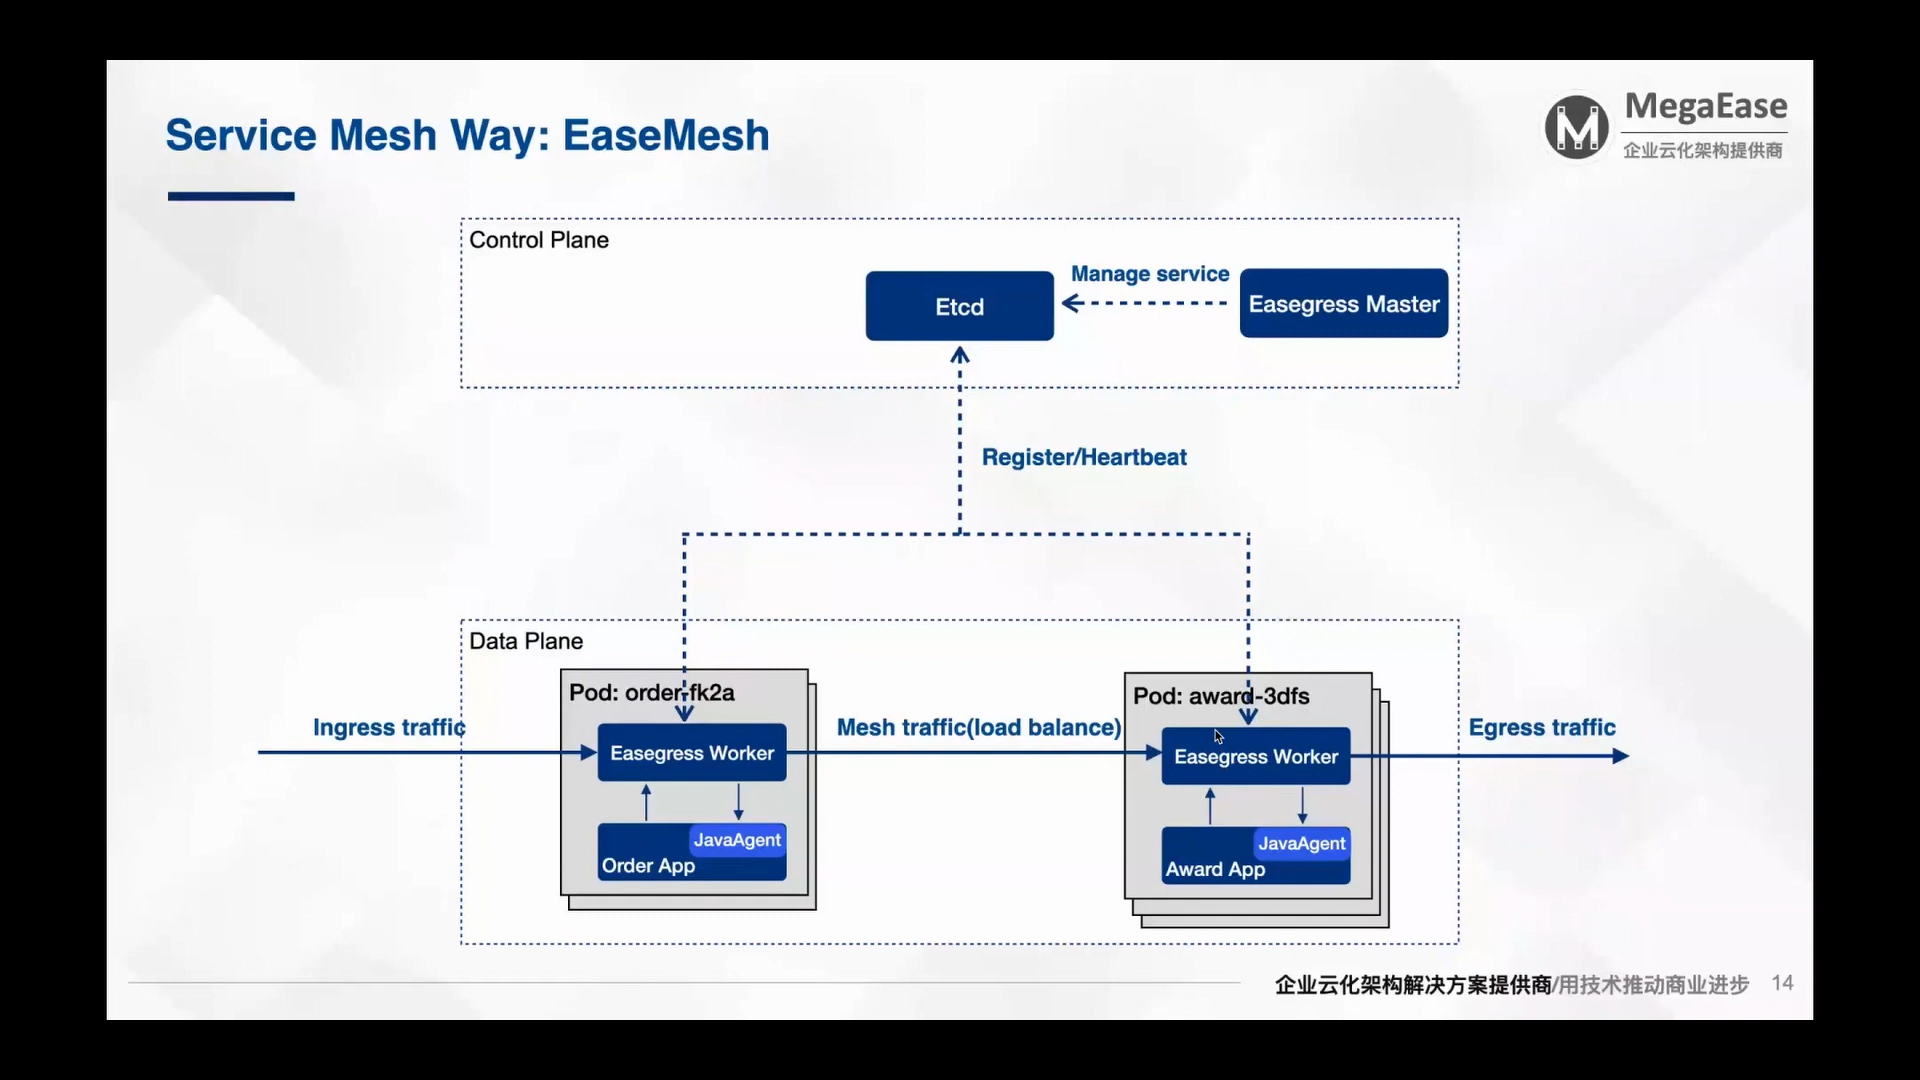 Service Mesh Way: EaseMesh
MegaEase
企业云化架构提供商
Control Plane
Etcd
Manage service
Easegress Master
Register/Heartbeat
Data Plane
Pod: order-fk2a
Pod: award-3dfs
Ingress traffic
Easegress Worker
Mesh traffic(load balance)
Easegress Worker
Egress traffic
JavaAgent
Order App
JavaAgent
Award App
企业云化架构解决方案提供商/用技术推动商业进步 14